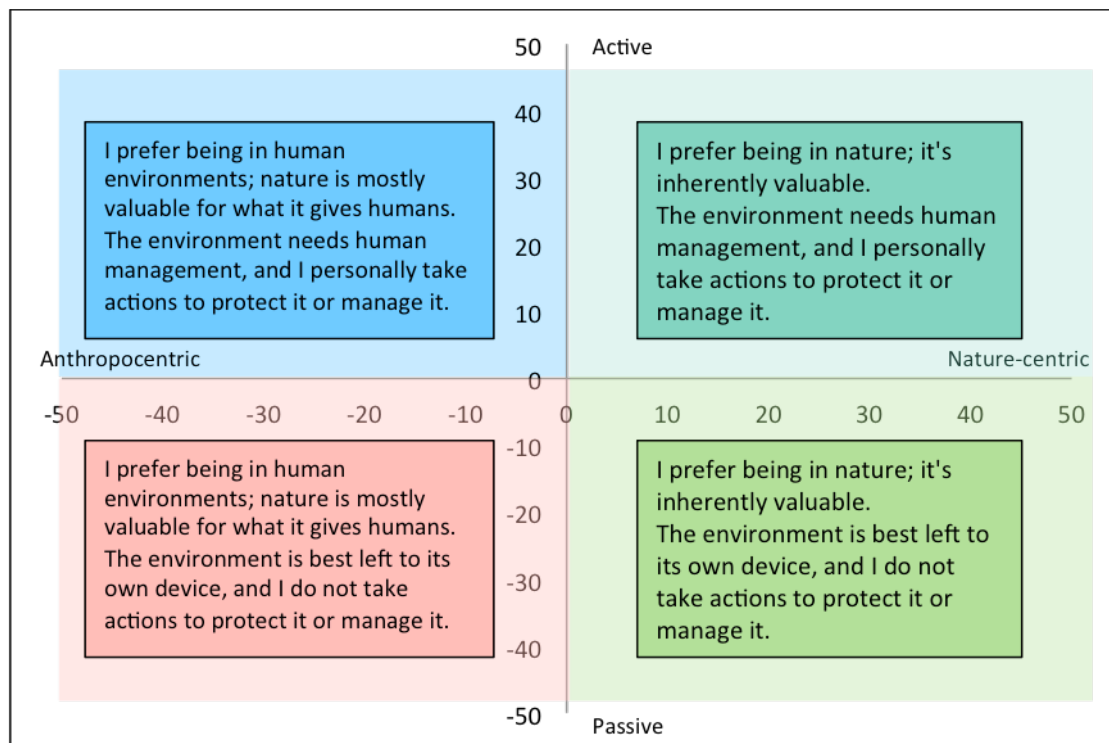 50
Active
40
I prefer being in human
environments; nature is mostly
valuable for what it gives humans.
The environment needs human
management, and I personally take
actions to protect it or manage it.
30
20
10
I prefer being in nature; it's
inherently valuable.
The environment needs human
management, and I personally
take actions to protect it or
manage it.
Anthropocentric
Nature-centric
0
-50 -40 -30 -20 -10 0 10 20 30 40 50
I prefer being in human
environments; nature is mostly
valuable for what it gives humans.
The environment is best left to its
own device, and I do not take
actions to protect it or manage it.
-10
-20
-30
-40
I prefer being in nature; it's
inherently valuable.
The environment is best left to
its own device, and I do not
take actions to protect it or
manage it.
-50
Passive